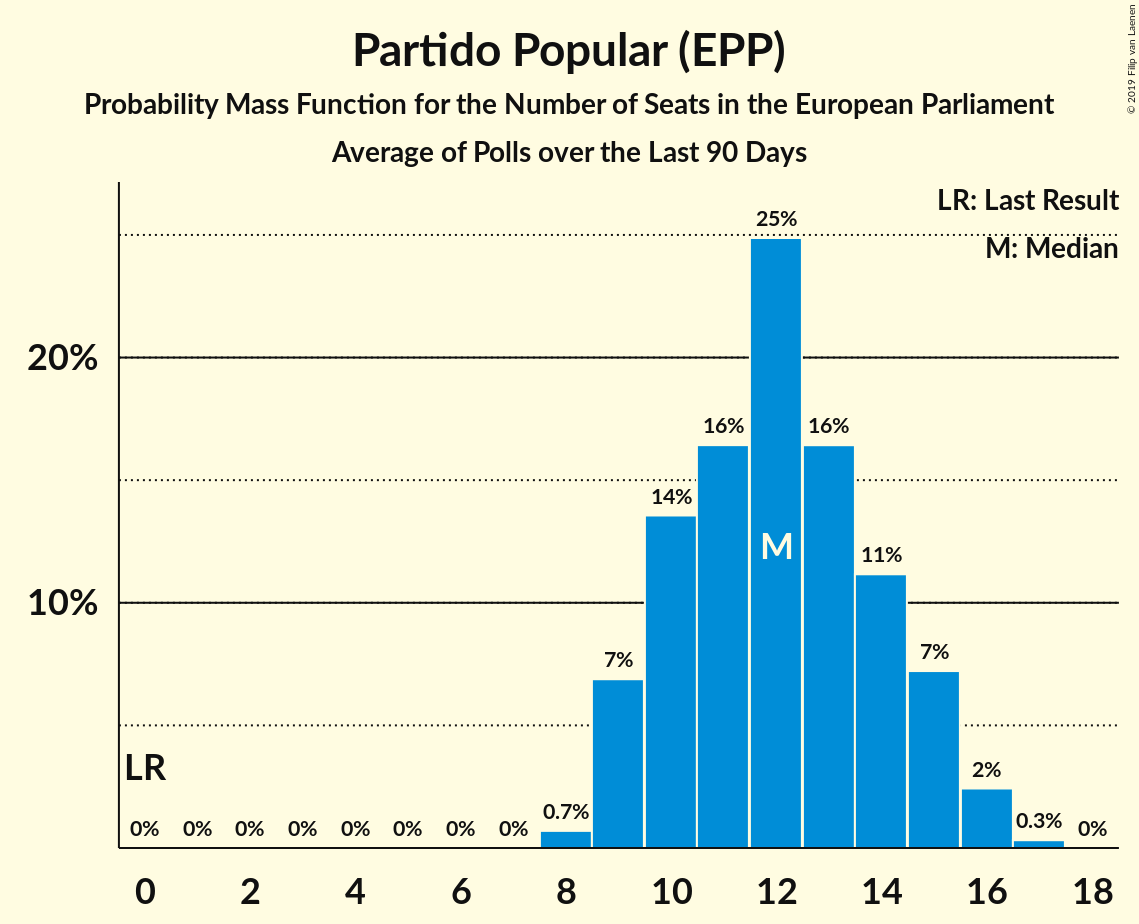 Partido Popular (EPP)
Probability Mass Function for the Number of Seats in the European Parliament
Average of Polls over the Last 90 Days
© 2019 Filip van Laenen
LR: Last Result
M: Median
25%
20%
16% 16%
14%
M
11%
10%
7% 7%
LR
2%
0% 0% 0% 0% 0% 0% 0% 0% 0.7% 0.3% 0%
0 2 4 6 8 10 12 14 16 18